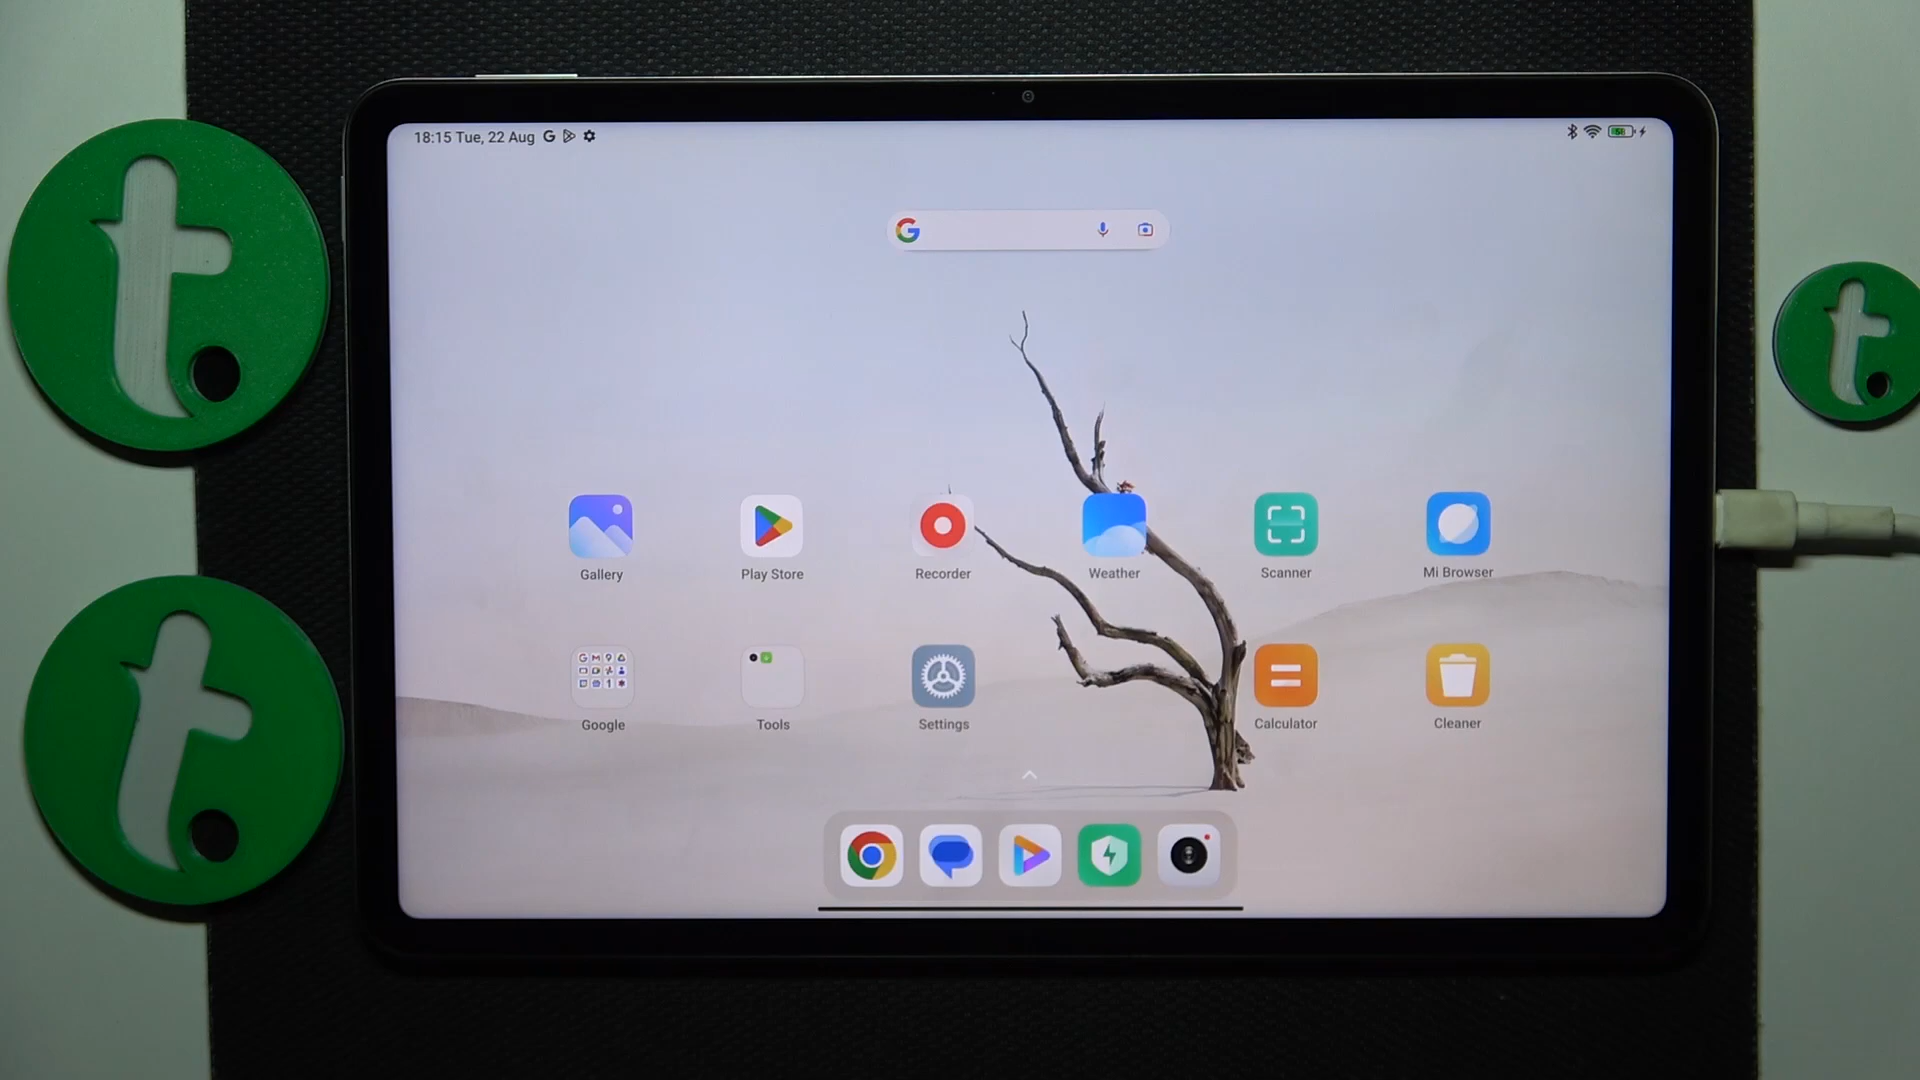 18:15 Tue, 22 Aug
Gallery
Play Store
Recorder
Weather
Scanner
Mi Browser
Google
Tools
Settings
Calculator
Cleaner